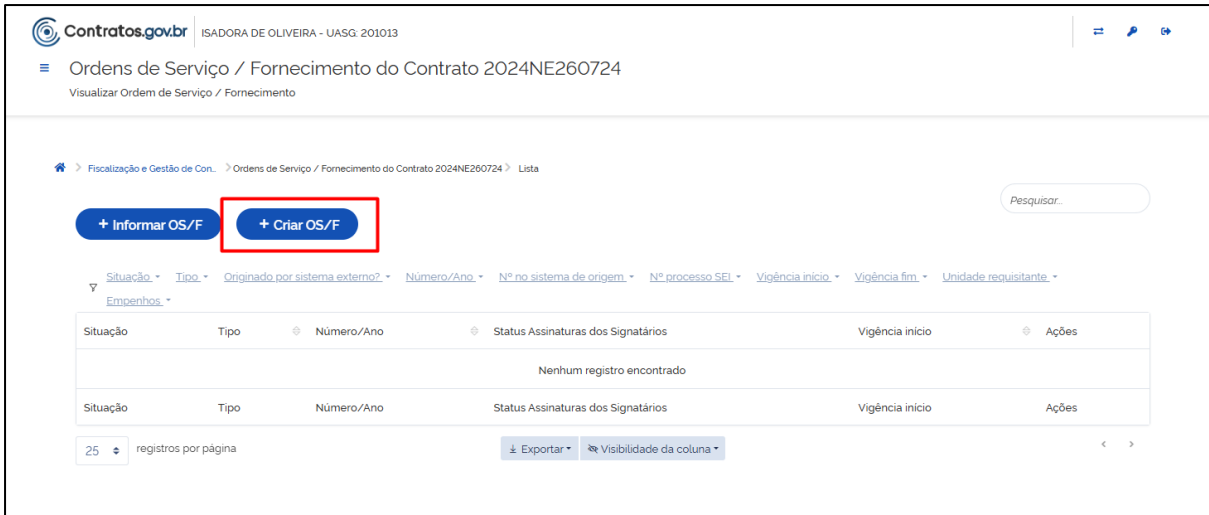 Contratos.gov.br ISADORA DE OLIVEIRA - UASG: 201013
Ordens de Serviço / Fornecimento do Contrato 2024NE260724
Visualizar Ordem de Serviço / Fornecimento
Fiscalização e Gestão de Con... > Ordens de Serviço / Fornecimento do Contrato 2024NE260724 > Lista
Pesquisar...
+ Informar OS/F + Criar OS/F
Situação Tipo Originado por sistema externo? Número/Ano Nº no sistema de origem Nº processo SEI Vigência início Vigência fim Unidade requisitante
Empenhos
Situação Tipo Número/Ano Status Assinaturas dos Signatários Vigência início Ações
Nenhum registro encontrado
Situação Tipo Número/Ano Status Assinaturas dos Signatários Vigência início Ações
25 registros por página Exportar Visibilidade da coluna < >